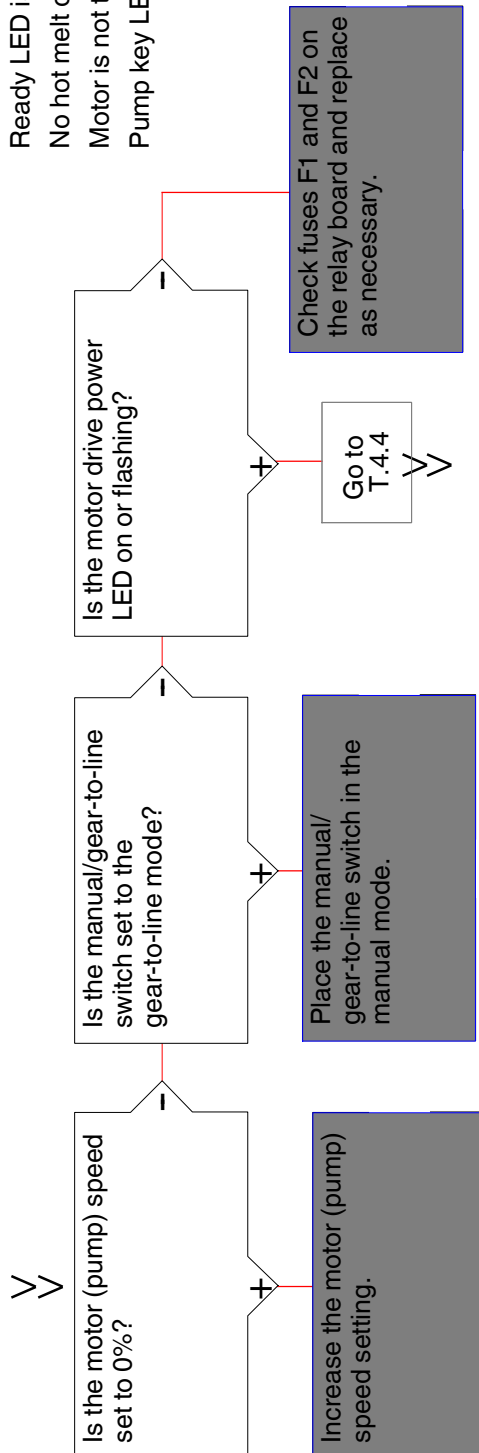 Ready LED i
No hot melt
Motor is not
Pump key
>>
Is the motor (pump) speed
set to 0%?
-
+
Increase the motor (pump)
speed setting.
Is the manual/gear-to-line
switch set to the
gear-to-line mode?
-
+
Place the manual/
gear-to-line switch in the
manual mode.
Is the motor drive power
LED on or flashing?
-
+
Go to
T.4.4
>>
Check fuses F1 and F2 on
the relay board and replace
as necessary.